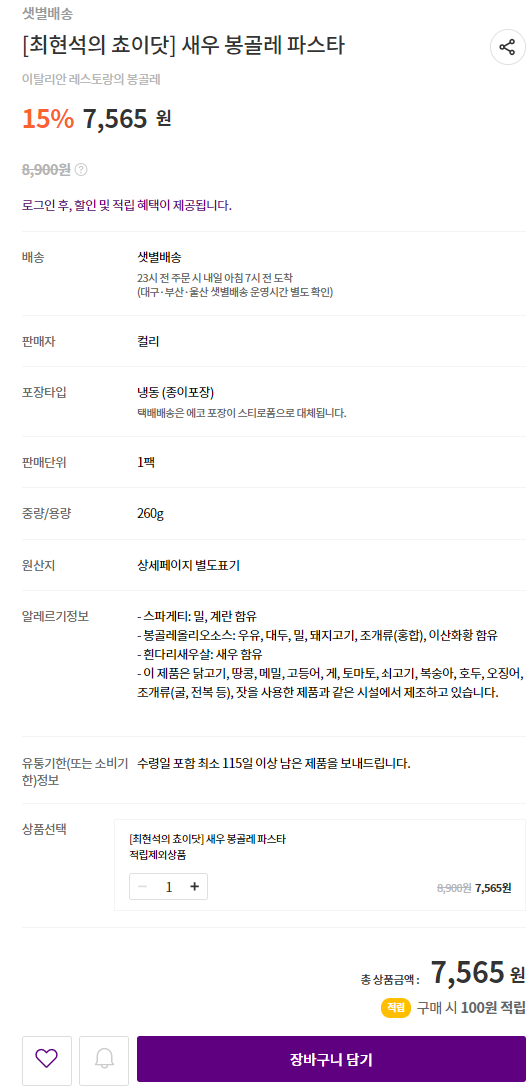 샛별배송
[최현석의 쵸이닷] 새우 봉골레 파스타
이탈리안 레스토랑의 봉골레
15% 7,565 원
8,900원 ?
로그인 후, 할인 및 적립 혜택이 제공됩니다.
배송 샛별배송
23시 전 주문 시 내일 아침 7시 전 도착
(대구·부산·울산 샛별배송 운영시간 별도 확인)
판매자 컬리
포장타입 냉동 (종이포장)
택배배송은 에코 포장이 스티로폼으로 대체됩니다.
판매단위 1팩
중량/용량 260g
원산지 상세페이지 별도표기
알레르기정보 - 스파게티: 밀, 계란 함유
- 봉골레올리오소스: 우유, 대두, 밀, 돼지고기, 조개류(홍합), 이산화황 함유
- 흰다리새우살: 새우 함유
- 이 제품은 닭고기, 땅콩, 메밀, 고등어, 게, 토마토, 쇠고기, 복숭아, 호두, 오징어,
조개류(굴, 전복 등), 잣을 사용한 제품과 같은 시설에서 제조하고 있습니다.
유통기한(또는 소비기 수령일 포함 최소 115일 이상 남은 제품을 보내드립니다.
한)정보
상품선택 [최현석의 쵸이닷] 새우 봉골레 파스타
적립제외상품
− 1 + 8,900원 7,565원
총 상품금액 : 7,565 원
적립 구매 시 100원 적립
장바구니 담기